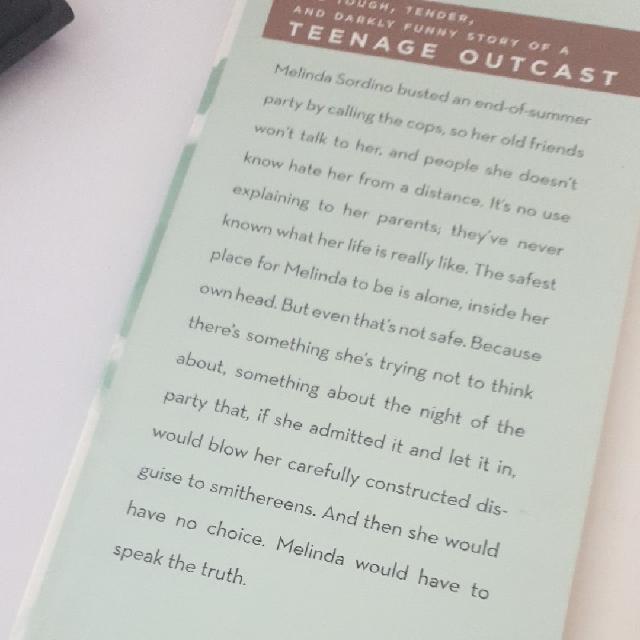 TOUGH, TENDER,
AND DARKLY FUNNY STORY OF A
TEENAGE OUTCAST
Melinda Sordino busted an end-of-summer
party by calling the cops, so her old friends
won't talk to her, and people she doesn't
know hate her from a distance. It's no use
explaining to her parents; they've never
known what her life is really like. The safest
place for Melinda to be is alone, inside her
own head. But even that's not safe. Because
there's something she's trying not to think
about, something about the night of the
party that, if she admitted it and let it in,
would blow her carefully constructed dis-
guise to smithereens. And then she would
have no choice. Melinda would have to
speak the truth.